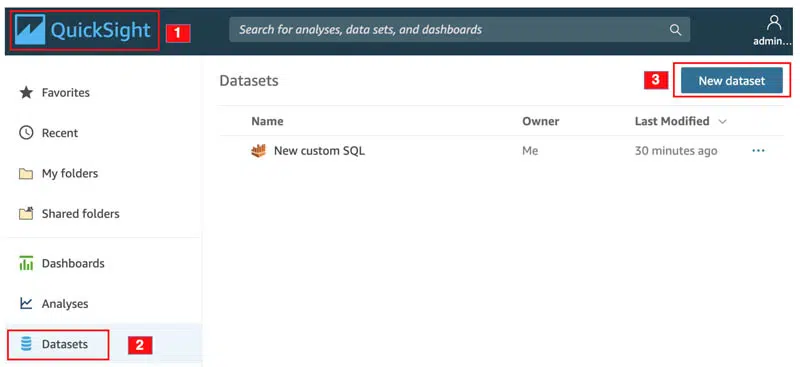 QuickSight 1 Search for analyses, data sets, and dashboards admin...
Favorites
Recent
My folders
Shared folders
Dashboards
Analyses
Datasets 2
Datasets 3 New dataset
Name Owner Last Modified
New custom SQL Me 30 minutes ago ...